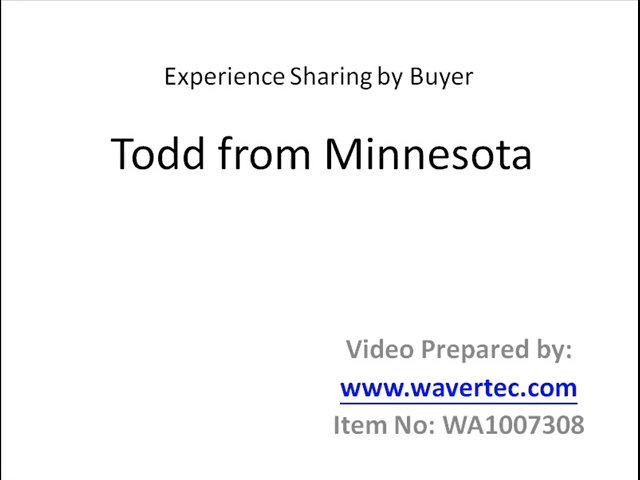 Experience Sharing by Buyer
Todd from Minnesota
Video Prepared by:
www.wavertec.com
Item No: WA1007308